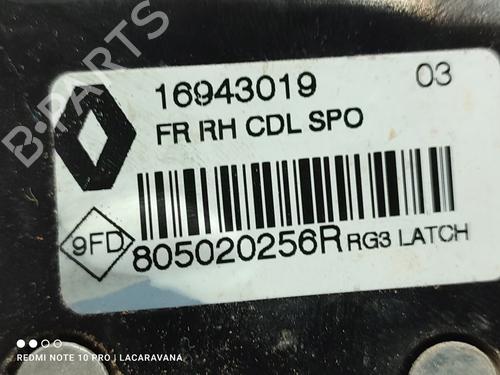 B-PARTS
16943019 03
FR RH CDL SPO
9FD
805020256R RG3 LATCH
REDMI NOTE 10 PRO | LACARAVANA